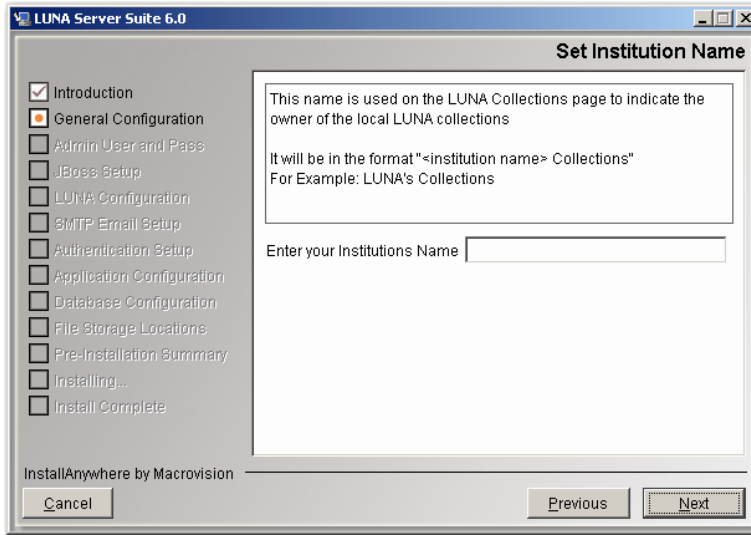 LUNA Server Suite 6.0
Set Institution Name
Introduction
General Configuration
Admin User and Pass
JBoss Setup
LUNA Configuration
SMTP Email Setup
Authentication Setup
Application Configuration
Database Configuration
File Storage Locations
Pre-Installation Summary
Installing...
Install Complete
This name is used on the LUNA Collections page to indicate the
owner of the local LUNA collections
It will be in the format "<institution name> Collections"
For Example: LUNA's Collections
Enter your Institutions Name
InstallAnywhere by Macrovision
Cancel
Previous
Next